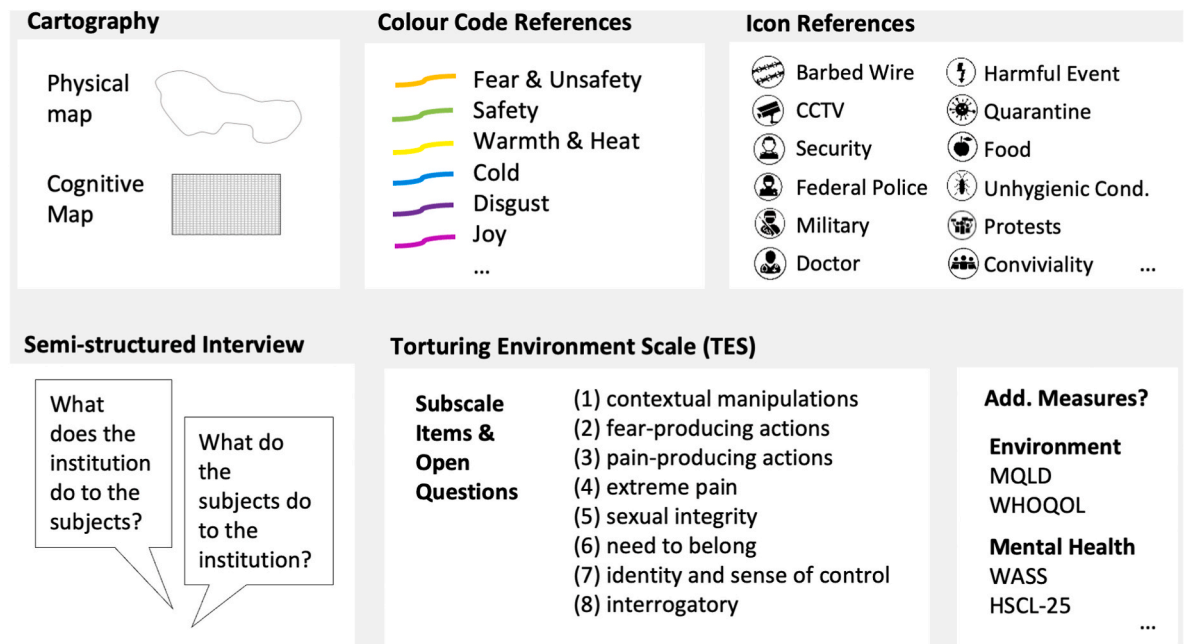 Cartography
Physical
map
Cognitive
Map
Colour Code References
Fear & Unsafety
Safety
Warmth & Heat
Cold
Disgust
Joy
...
Icon References
Barbed Wire
CCTV
Security
Federal Police
Military
Doctor
Harmful Event
Quarantine
Food
Unhygienic Cond.
Protests
Conviviality ...
Semi-structured Interview
What
does the
institution
do to the
subjects?
What do
the
subjects do
to the
institution?
Torturing Environment Scale (TES)
Subscale
Items &
Open
Questions
(1) contextual manipulations
(2) fear-producing actions
(3) pain-producing actions
(4) extreme pain
(5) sexual integrity
(6) need to belong
(7) identity and sense of control
(8) interrogatory
Add. Measures?
Environment
MQLD
WHOQOL
Mental Health
WASS
HSCL-25
...